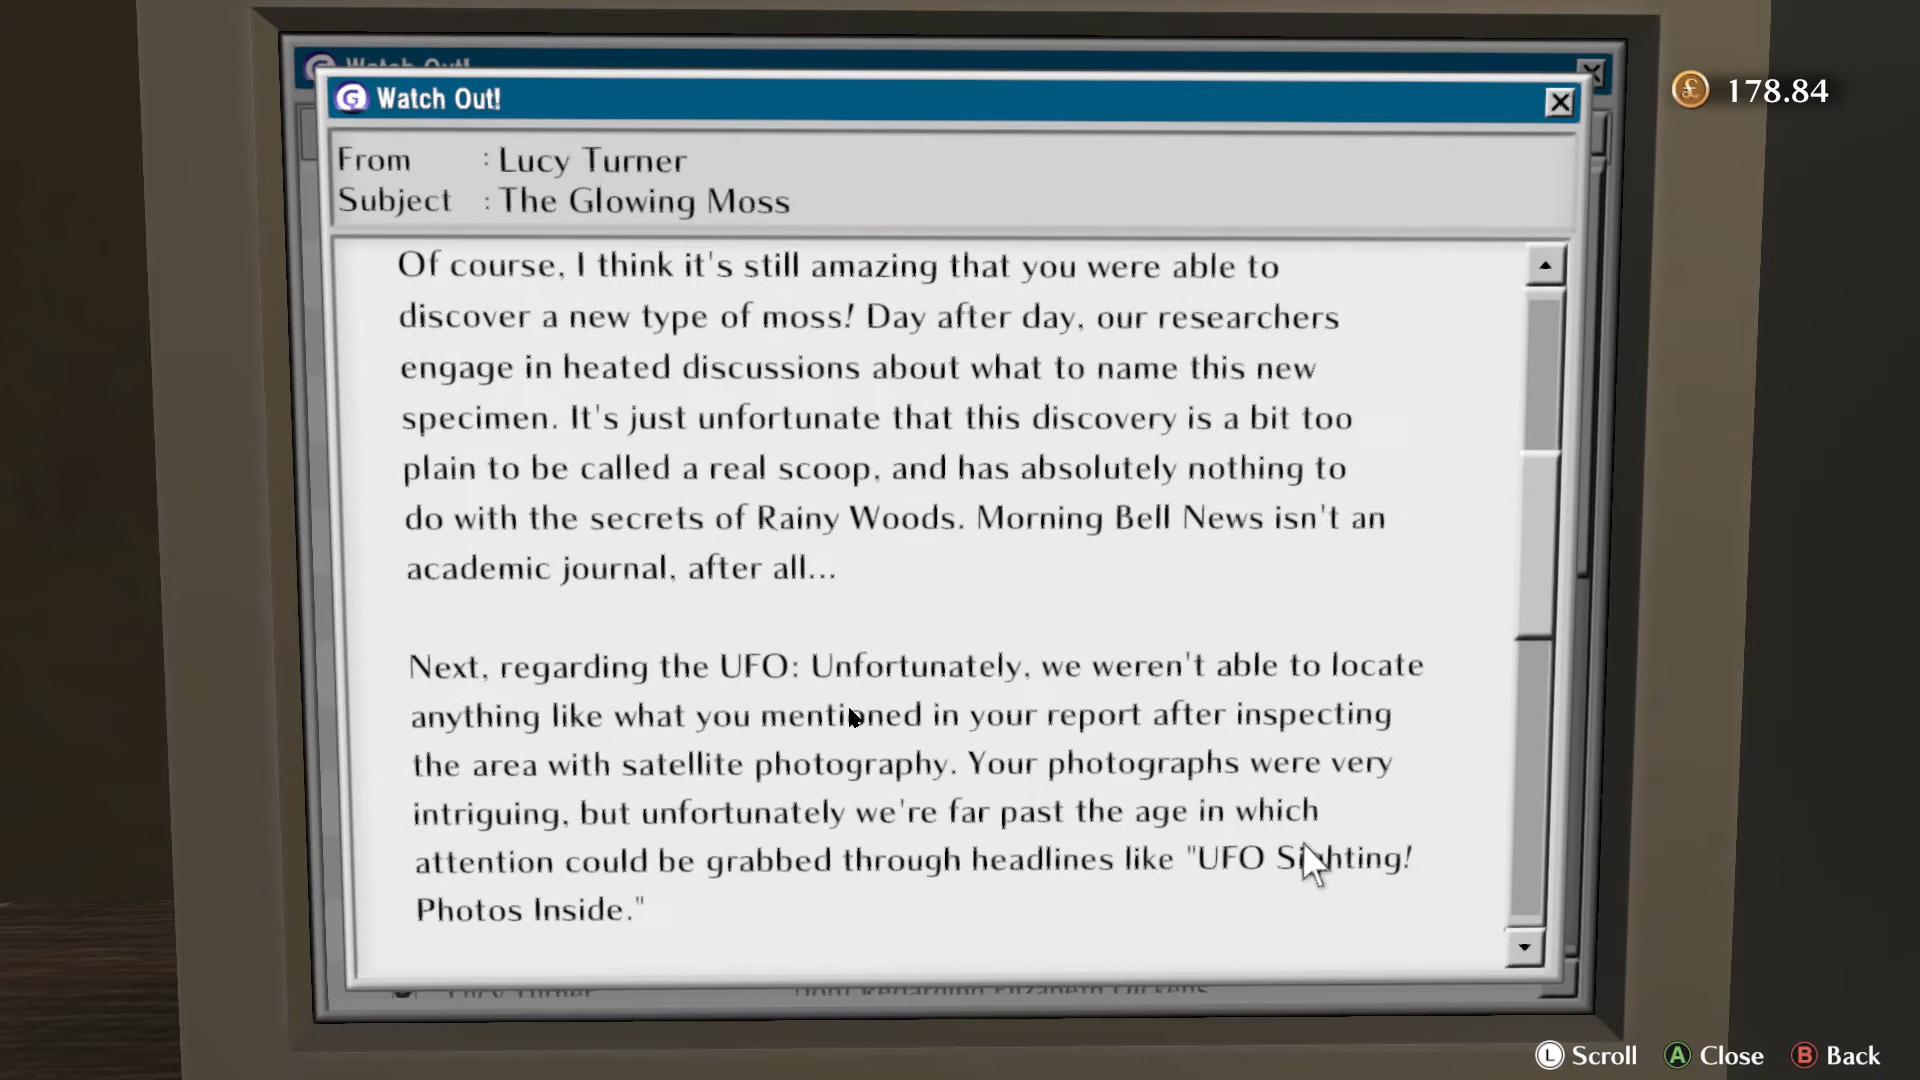 Watch Out!
178.84
Watch Out!
From : Lucy Turner
Subject : The Glowing Moss
Of course, I think it's still amazing that you were able to
discover a new type of moss! Day after day, our researchers
engage in heated discussions about what to name this new
specimen. It's just unfortunate that this discovery is a bit too
plain to be called a real scoop, and has absolutely nothing to
do with the secrets of Rainy Woods. Morning Bell News isn't an
academic journal, after all...
Next, regarding the UFO: Unfortunately, we weren't able to locate
anything like what you mentioned in your report after inspecting
the area with satellite photography. Your photographs were very
intriguing, but unfortunately we're far past the age in which
attention could be grabbed through headlines like "UFO Sighting!
Photos Inside."
Lucy Turner Regarding Elizabeth Dickens
L Scroll A Close B Back